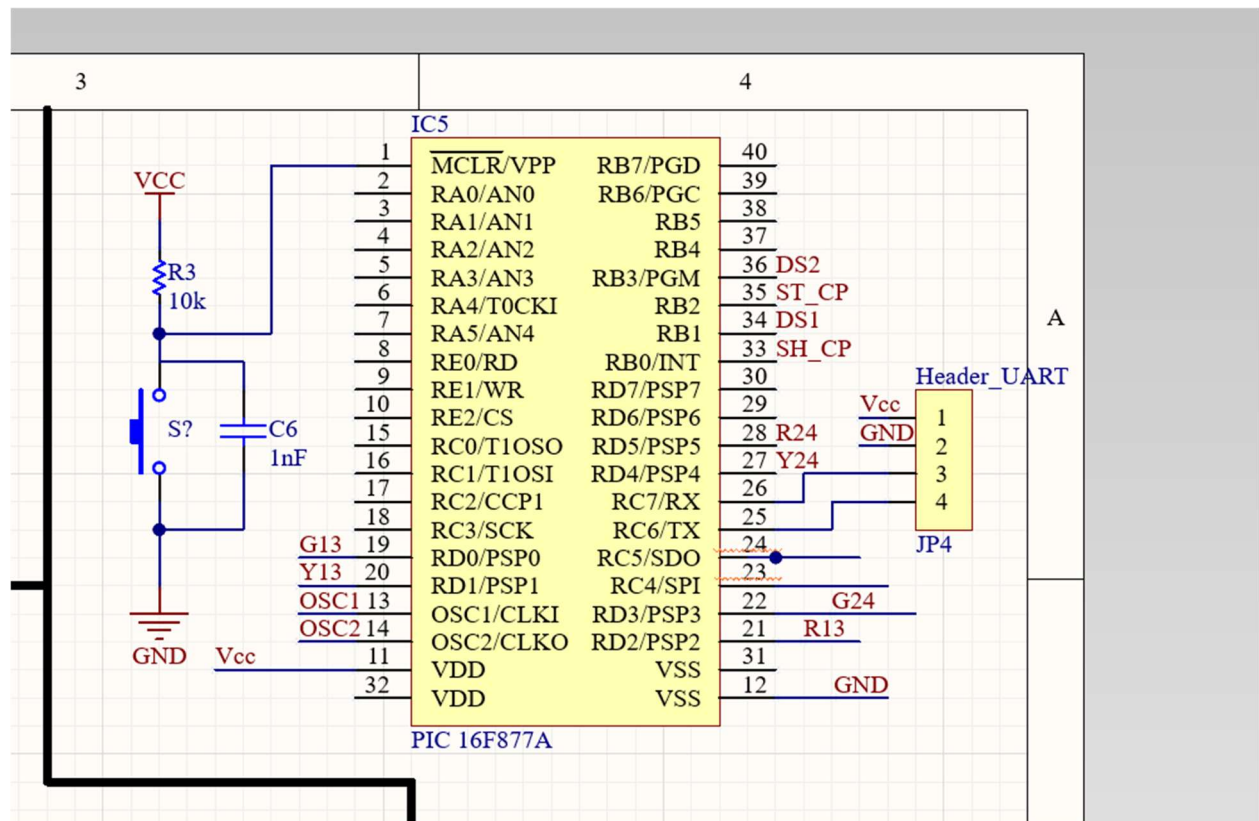 3
4
IC5
VCC
R3
10k
S?
C6
1nF
GND
1 MCLR/VPP RB7/PGD 40
2 RA0/AN0 RB6/PGC 39
3 RA1/AN1 RB5 38
4 RA2/AN2 RB4 37
5 RA3/AN3 RB3/PGM 36 DS2
6 RA4/T0CKI RB2 35 ST_CP
7 RA5/AN4 RB1 34 DS1
8 RE0/RD RB0/INT 33 SH_CP
9 RE1/WR RD7/PSP7 30
10 RE2/CS RD6/PSP6 29
15 RC0/T1OSO RD5/PSP5 28 R24
16 RC1/T1OSI RD4/PSP4 27 Y24
17 RC2/CCP1 RC7/RX 26
18 RC3/SCK RC6/TX 25
G13 19 RD0/PSP0 RC5/SDO 24
Y13 20 RD1/PSP1 RC4/SPI 23
OSC1 13 OSC1/CLKI RD3/PSP3 22 G24
OSC2 14 OSC2/CLKO RD2/PSP2 21 R13
Vcc 11 VDD VSS 31
32 VDD VSS 12 GND
PIC 16F877A
A
Header_UART
Vcc 1
GND 2
3
4
JP4